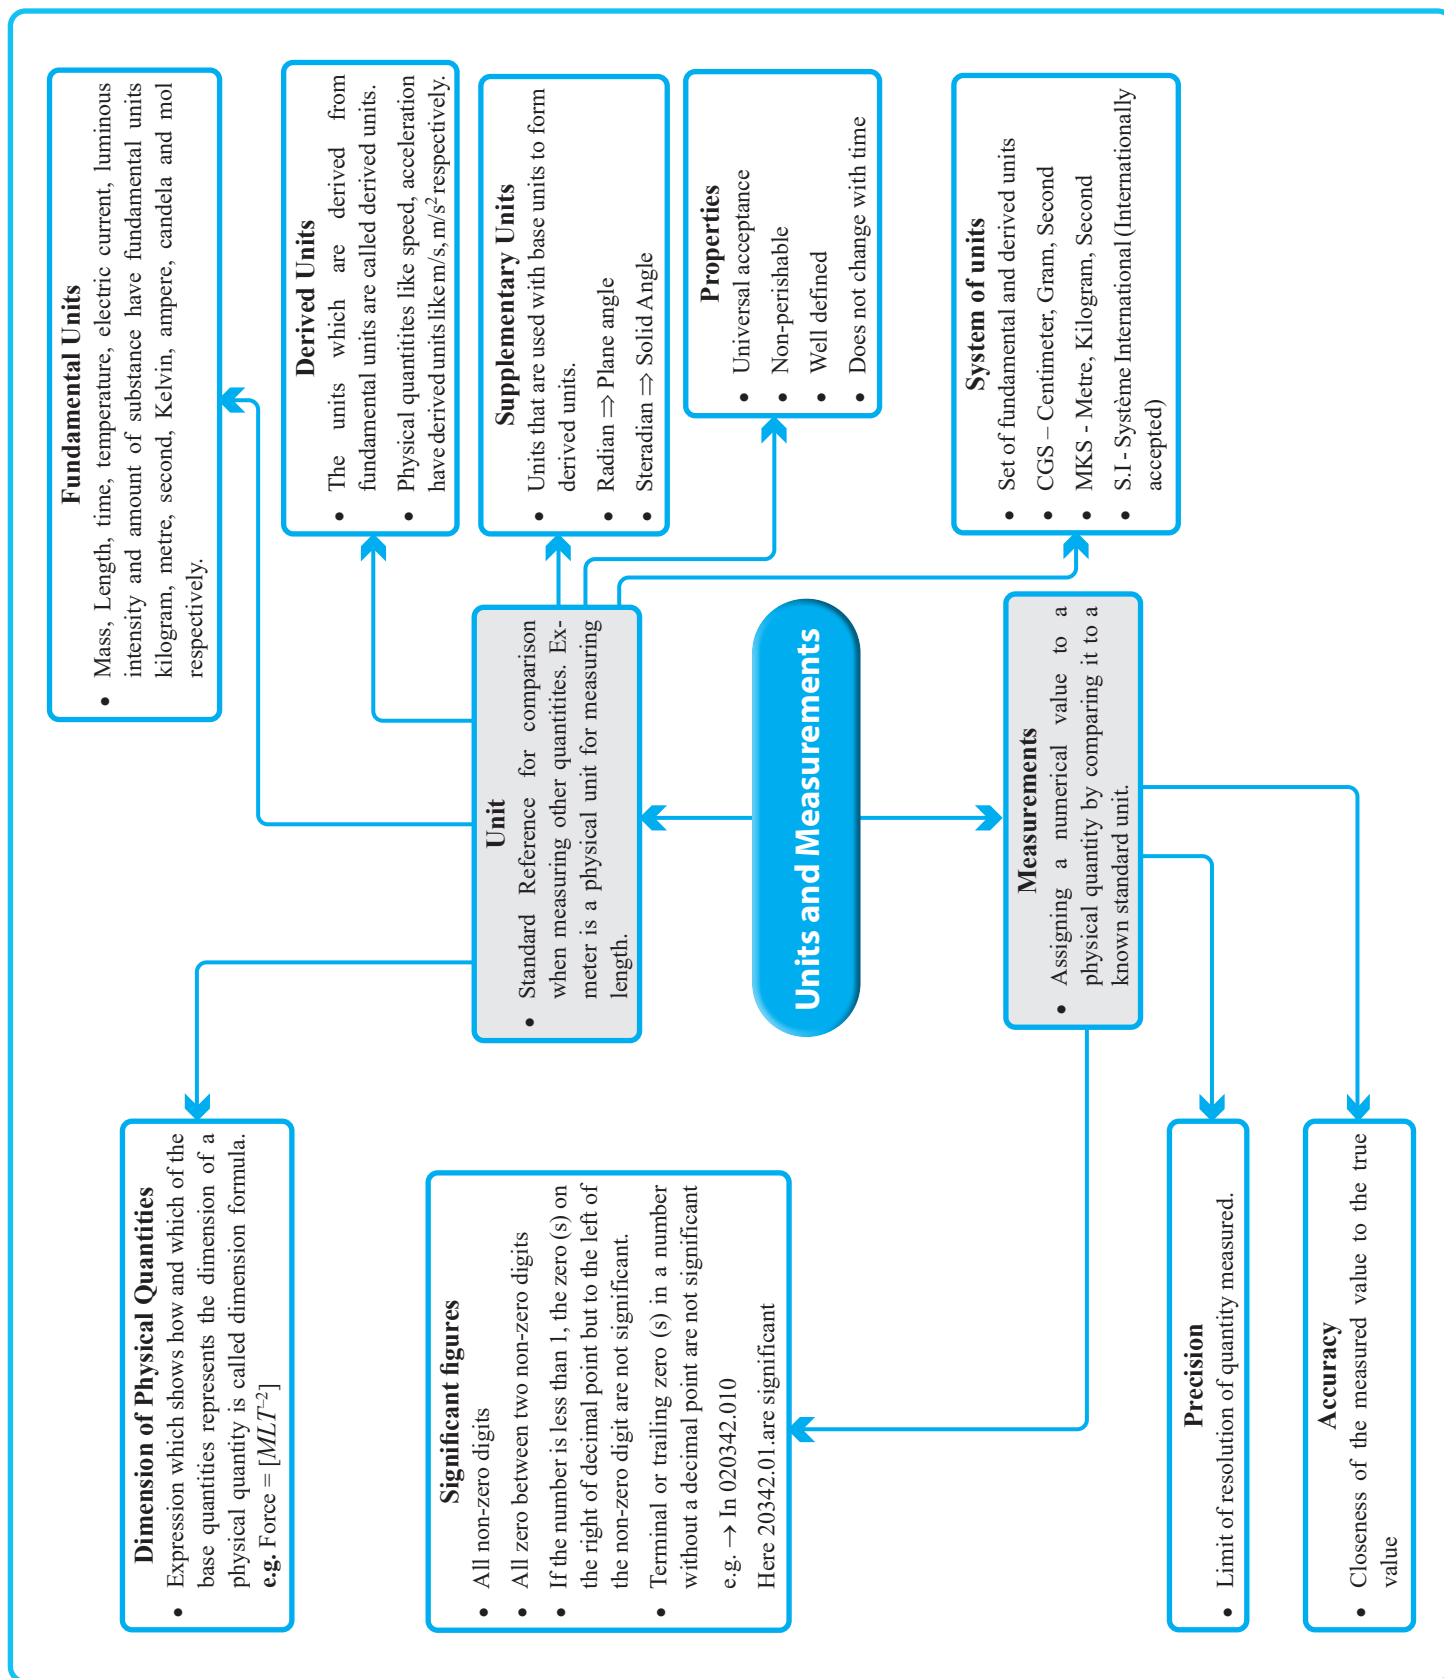 Units and Measurements
Unit
• Standard Reference for comparison
when measuring other quantitites. Ex-
meter is a physical unit for measuring
length.
Dimension of Physical Quantities
• Expression which shows how and which of the
base quantities represents the dimension of a
physical quantity is called dimension formula.
e.g. Force = [MLT⁻²]
Fundamental Units
• Mass, Length, time, temperature, electric current, luminous
intensity and amount of substance have fundamental units
kilogram, metre, second, Kelvin, ampere, candela and mol
respectively.
Derived Units
• The units which are derived from
fundamental units are called derived units.
• Physical quantitites like speed, acceleration
have derived units like m/s, m/s² respectively.
Supplementary Units
• Units that are used with base units to form
derived units.
• Radian ⇒ Plane angle
• Steradian ⇒ Solid Angle
Properties
• Universal acceptance
• Non-perishable
• Well defined
• Does not change with time
System of units
• Set of fundamental and derived units
• CGS – Centimeter, Gram, Second
• MKS - Metre, Kilogram, Second
• S.I - Système International (Internationally
accepted)
Measurements
• Assigning a numerical value to a
physical quantity by comparing it to a
known standard unit.
Significant figures
• All non-zero digits
• All zero between two non-zero digits
• If the number is less than 1, the zero (s) on
the right of decimal point but to the left of
the non-zero digit are not significant.
• Terminal or trailing zero (s) in a number
without a decimal point are not significant
e.g. → In 020342.010
Here 20342.01.are significant
Precision
• Limit of resolution of quantity measured.
Accuracy
• Closeness of the measured value to the true
value